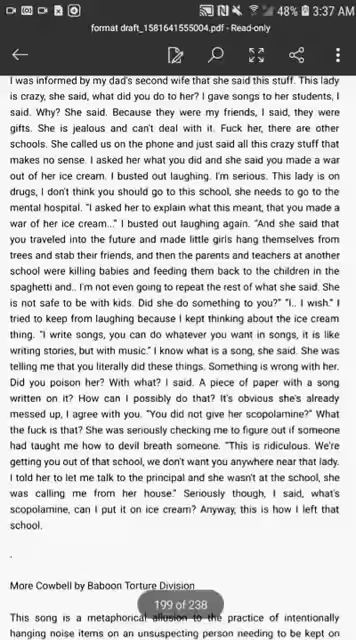 48% 3:37 AM
format draft_1581641555004.pdf - Read-only
I was informed by my dad's second wife that she said this stuff. This lady
is crazy, she said, what did you do to her? I gave songs to her students, I
said. Why? She said. Because they were my friends, I said, they were
gifts. She is jealous and can't deal with it. Fuck her, there are other
schools. She called us on the phone and just said all this crazy stuff that
makes no sense. I asked her what you did and she said you made a war
out of her ice cream. I busted out laughing. I'm serious. This lady is on
drugs, I don't think you should go to this school, she needs to go to the
mental hospital. "I asked her to explain what this meant, that you made a
war of her ice cream..." I busted out laughing again. "And she said that
you traveled into the future and made little girls hang themselves from
trees and stab their friends, and then the parents and teachers at another
school were killing babies and feeding them back to the children in the
spaghetti and.. I'm not even going to repeat the rest of what she said. She
is not safe to be with kids. Did she do something to you?" "I.. I wish." I
tried to keep from laughing because I kept thinking about the ice cream
thing. "I write songs, you can do whatever you want in songs, it is like
writing stories, but with music." I know what is a song, she said. She was
telling me that you literally did these things. Something is wrong with her.
Did you poison her? With what? I said. A piece of paper with a song
written on it? How can I possibly do that? It's obvious she's already
messed up, I agree with you. "You did not give her scopolamine?" What
the fuck is that? She was seriously checking me to figure out if someone
had taught me how to devil breath someone. "This is ridiculous. We're
getting you out of that school, we don't want you anywhere near that lady.
I told her to let me talk to the principal and she wasn't at the school, she
was calling me from her house." Seriously though, I said, what's
scopolamine, can I put it on ice cream? Anyway, this is how I left that
school.
.
More Cowbell by Baboon Torture Division
199 of 238
This song is a metaphorical allusion to the practice of intentionally
hanging noise items on an unsuspecting person needing to be kept on